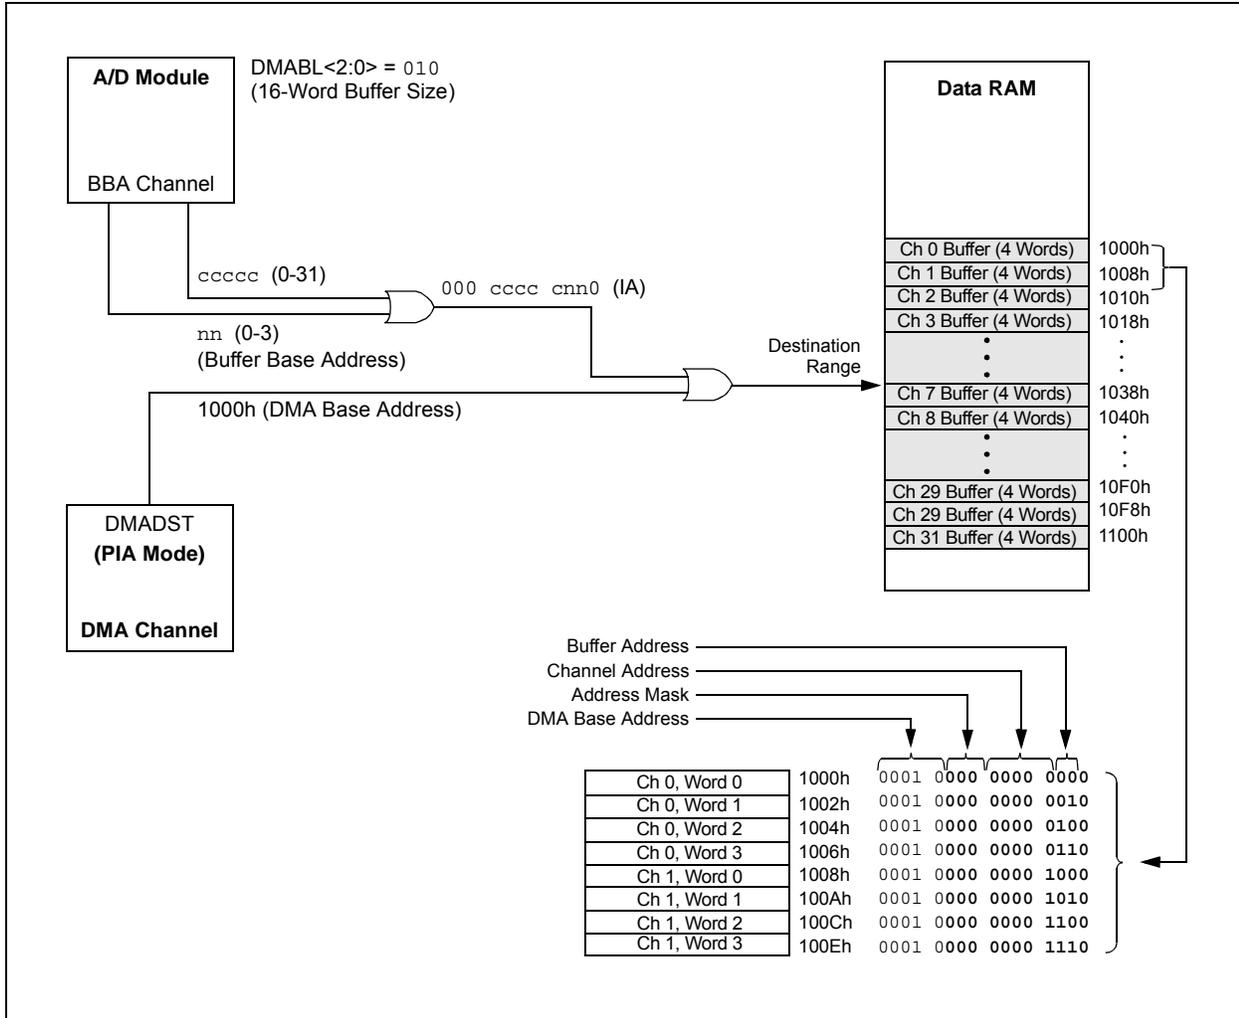 A/D Module
DMABL<2:0> = 010
(16-Word Buffer Size)
BBA Channel
ccccc (0-31)
nn (0-3)
(Buffer Base Address)
000 cccc cnn0 (IA)
1000h (DMA Base Address)
DMADST
(PIA Mode)
DMA Channel
Destination
Range
Data RAM
Ch 0 Buffer (4 Words) 1000h
Ch 1 Buffer (4 Words) 1008h
Ch 2 Buffer (4 Words) 1010h
Ch 3 Buffer (4 Words) 1018h
Ch 7 Buffer (4 Words) 1038h
Ch 8 Buffer (4 Words) 1040h
Ch 29 Buffer (4 Words) 10F0h
Ch 29 Buffer (4 Words) 10F8h
Ch 31 Buffer (4 Words) 1100h
Buffer Address
Channel Address
Address Mask
DMA Base Address
Ch 0, Word 0 1000h 0001 0000 0000 0000
Ch 0, Word 1 1002h 0001 0000 0000 0010
Ch 0, Word 2 1004h 0001 0000 0000 0100
Ch 0, Word 3 1006h 0001 0000 0000 0110
Ch 1, Word 0 1008h 0001 0000 0000 1000
Ch 1, Word 1 100Ah 0001 0000 0000 1010
Ch 1, Word 2 100Ch 0001 0000 0000 1100
Ch 1, Word 3 100Eh 0001 0000 0000 1110